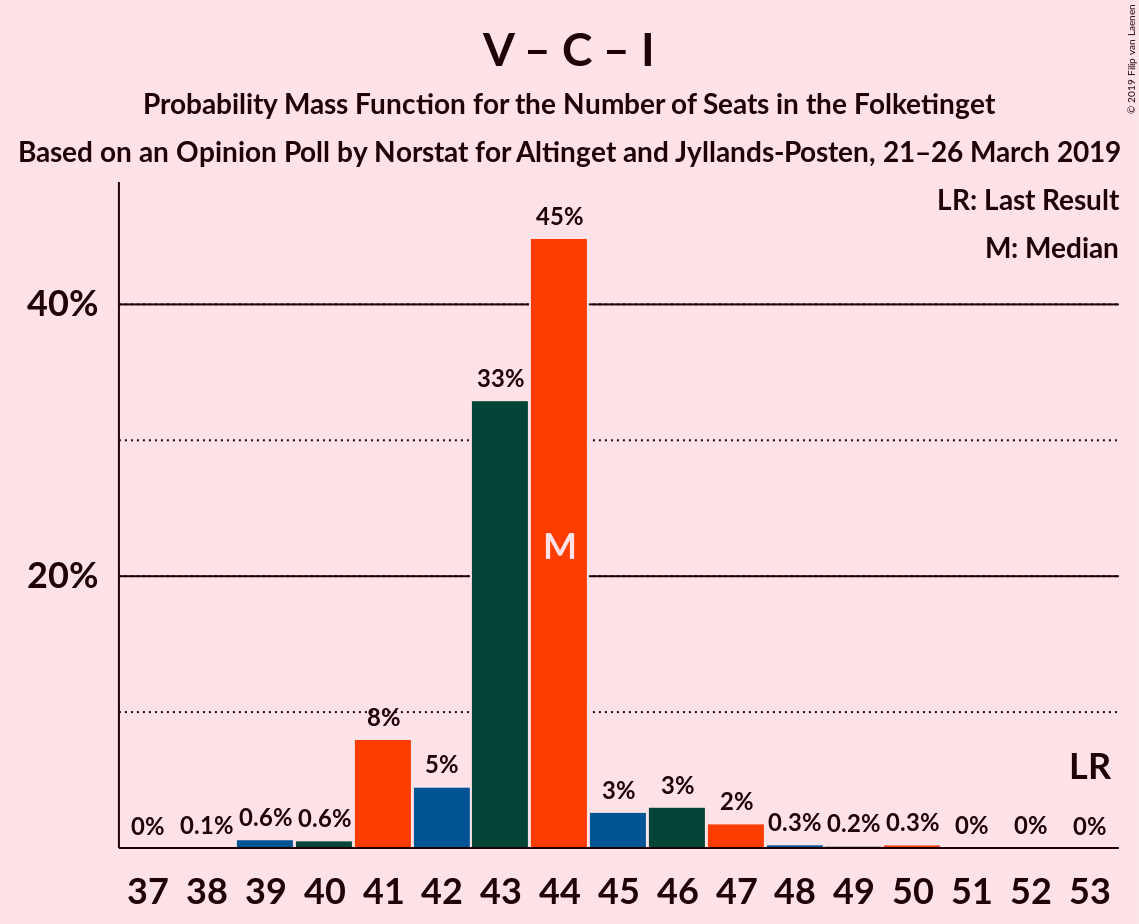 V – C – I
Probability Mass Function for the Number of Seats in the Folketinget
Based on an Opinion Poll by Norstat for Altinget and Jyllands-Posten, 21–26 March 2019
© 2019 Filip van Laenen
LR: Last Result
M: Median
40%
20%
0%
0.1%
0.6%
0.6%
8%
5%
33%
45%
M
3%
3%
2%
0.3%
0.2%
0.3%
0%
0%
0%
LR
37 38 39 40 41 42 43 44 45 46 47 48 49 50 51 52 53